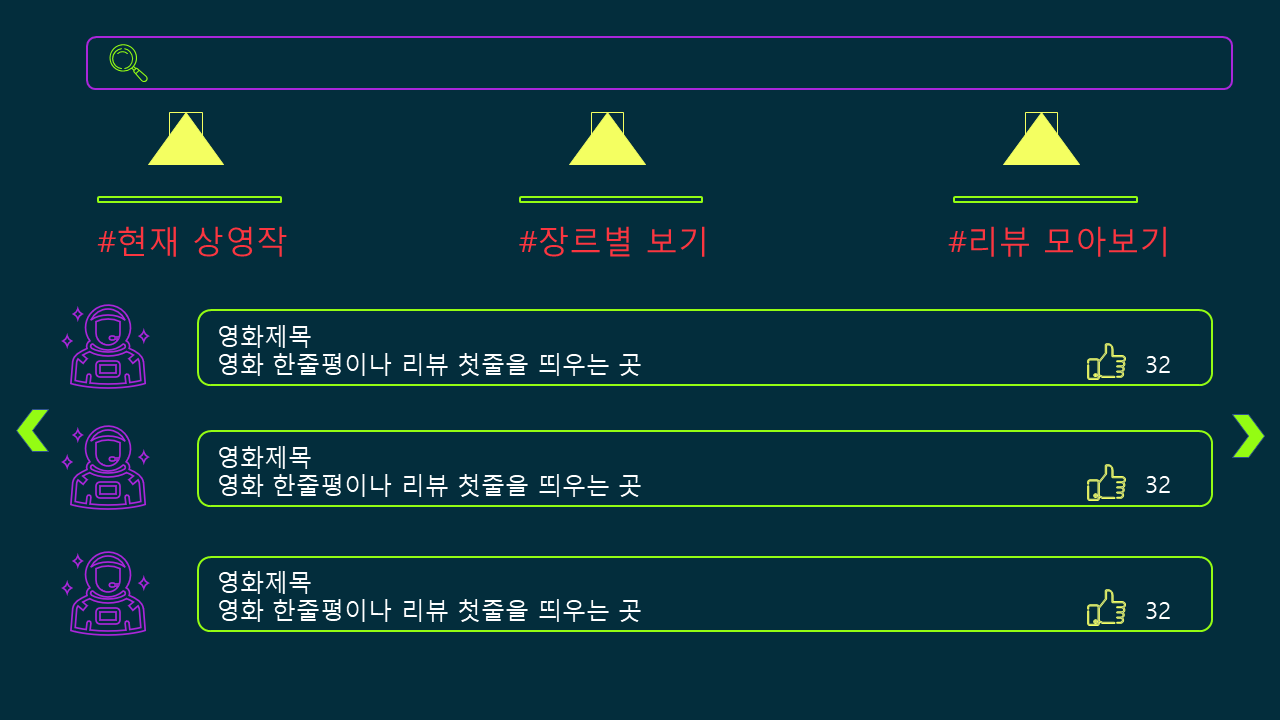 #현재 상영작
#장르별 보기
#리뷰 모아보기
영화제목
영화 한줄평이나 리뷰 첫줄을 띄우는 곳
32
영화제목
영화 한줄평이나 리뷰 첫줄을 띄우는 곳
32
영화제목
영화 한줄평이나 리뷰 첫줄을 띄우는 곳
32